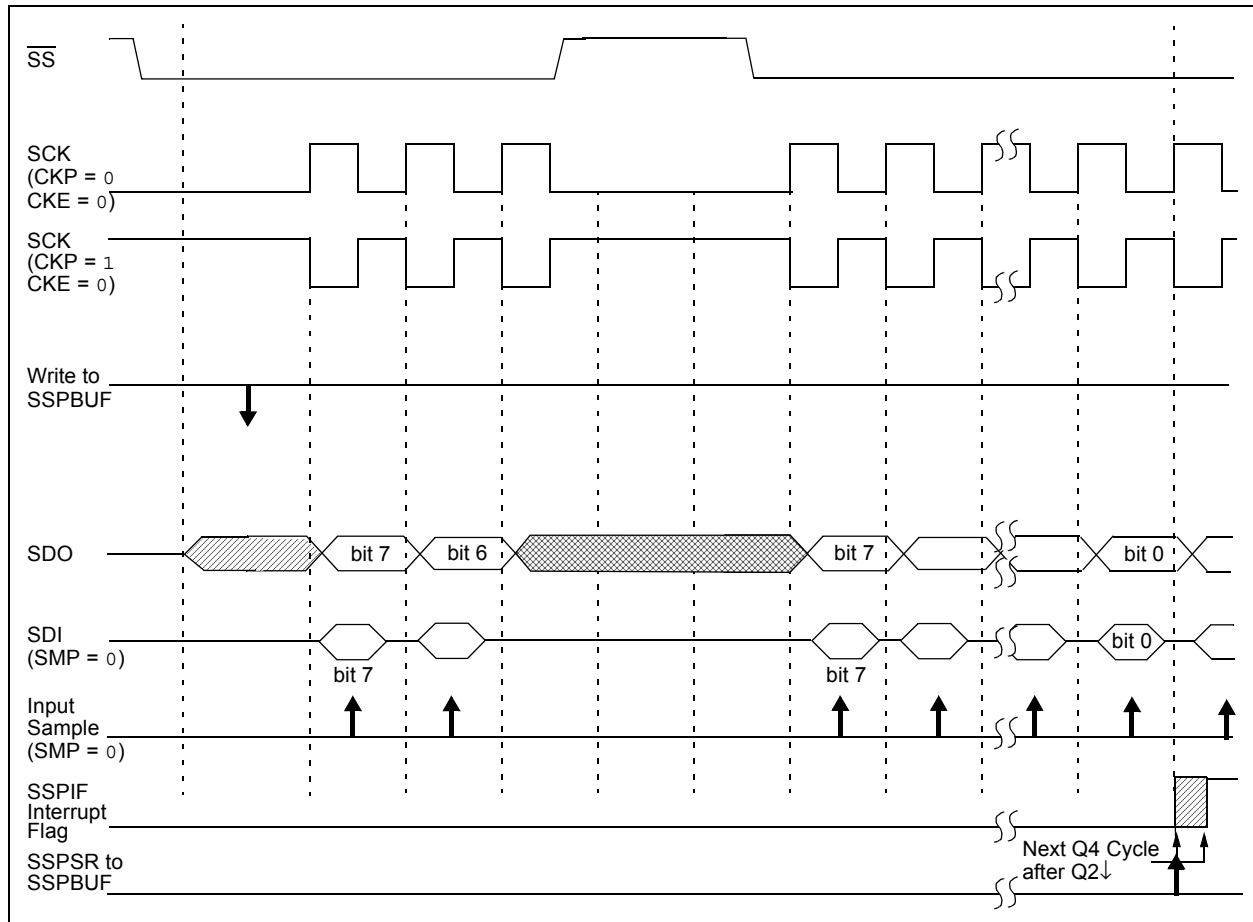 SS
SCK
(CKP = 0
CKE = 0)
SCK
(CKP = 1
CKE = 0)
Write to
SSPBUF
SDO
bit 7
bit 6
bit 7
bit 0
SDI
(SMP = 0)
bit 7
bit 7
bit 0
Input
Sample
(SMP = 0)
SSPIF
Interrupt
Flag
SSPSR to
SSPBUF
Next Q4 Cycle
after Q2↓